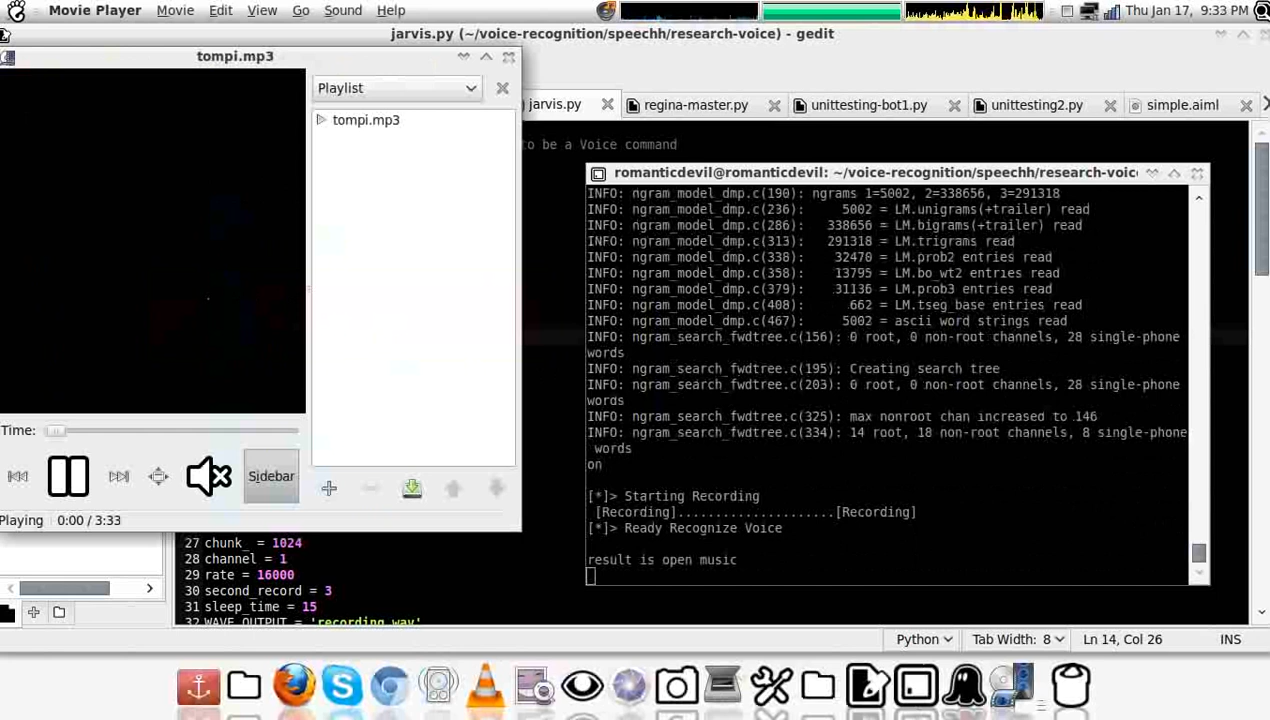 Movie Player Movie Edit View Go Sound Help
Thu Jan 17, 9:33 PM
jarvis.py (~/voice-recognition/speechh/research-voice) - gedit
tompi.mp3
Playlist
tompi.mp3
Time:
Sidebar
Playing 0:00 / 3:33
jarvis.py
regina-master.py
unittesting-bot1.py
unittesting2.py
simple.aiml
to be a Voice command
romanticdevil@romanticdevil: ~/voice-recognition/speechh/research-voic
INFO: ngram_model_dmp.c(190): ngrams 1=5002, 2=338656, 3=291318
INFO: ngram_model_dmp.c(236): 5002 = LM.unigrams(+trailer) read
INFO: ngram_model_dmp.c(286): 338656 = LM.bigrams(+trailer) read
INFO: ngram_model_dmp.c(313): 291318 = LM.trigrams read
INFO: ngram_model_dmp.c(338): 32470 = LM.prob2 entries read
INFO: ngram_model_dmp.c(358): 13795 = LM.bo_wt2 entries read
INFO: ngram_model_dmp.c(379): 31136 = LM.prob3 entries read
INFO: ngram_model_dmp.c(408): 662 = LM.tseg_base entries read
INFO: ngram_model_dmp.c(467): 5002 = ascii word strings read
INFO: ngram_search_fwdtree.c(156): 0 root, 0 non-root channels, 28 single-phone
words
INFO: ngram_search_fwdtree.c(195): Creating search tree
INFO: ngram_search_fwdtree.c(203): 0 root, 0 non-root channels, 28 single-phone
words
INFO: ngram_search_fwdtree.c(325): max nonroot chan increased to 146
INFO: ngram_search_fwdtree.c(334): 14 root, 18 non-root channels, 8 single-phone
words
on
[*]> Starting Recording
[Recording].....................[Recording]
[*]> Ready Recognize Voice
result is open music
27 chunk_ = 1024
28 channel = 1
29 rate = 16000
30 second_record = 3
31 sleep_time = 15
32 WAVE_OUTPUT = 'recording.wav'
Python
Tab Width: 8
Ln 14, Col 26
INS